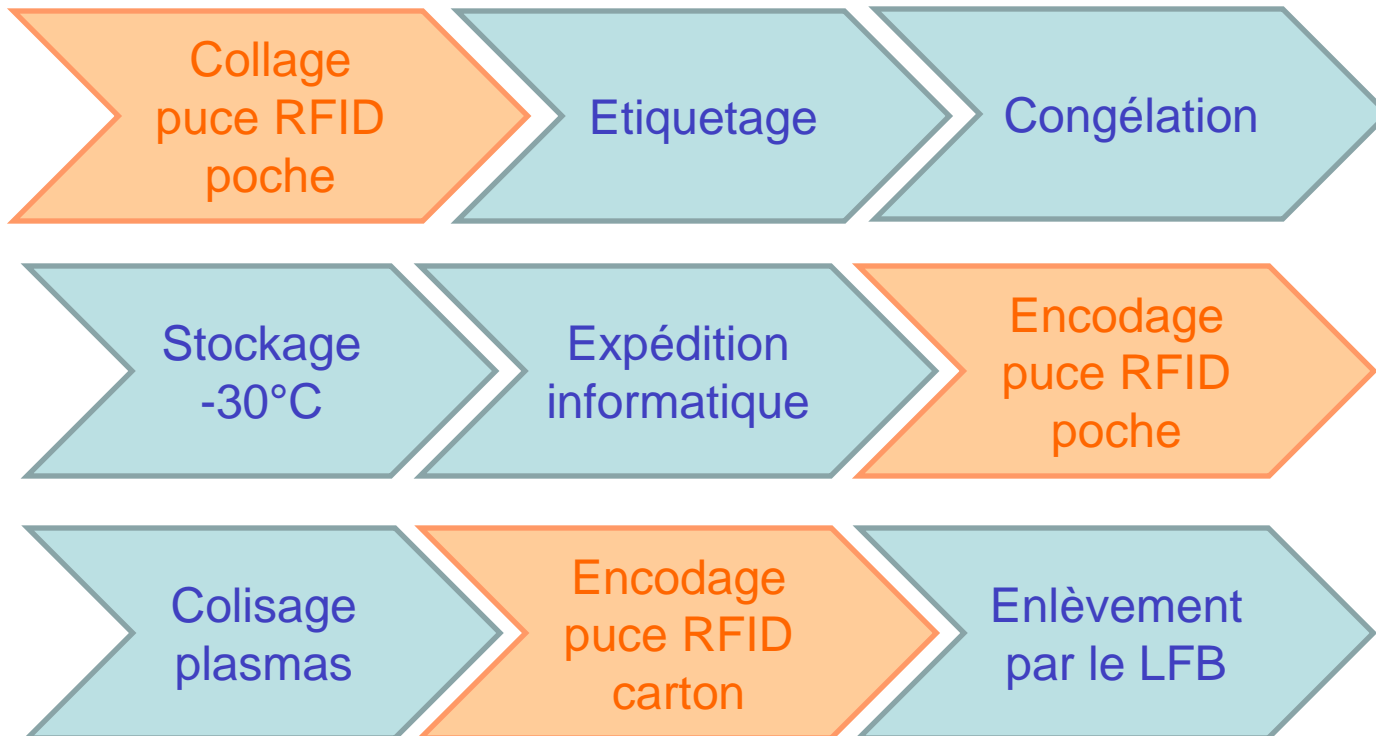 Collage
puce RFID
poche
Etiquetage
Congélation
Stockage
-30°C
Expédition
informatique
Encodage
puce RFID
poche
Colisage
plasmas
Encodage
puce RFID
carton
Enlèvement
par le LFB